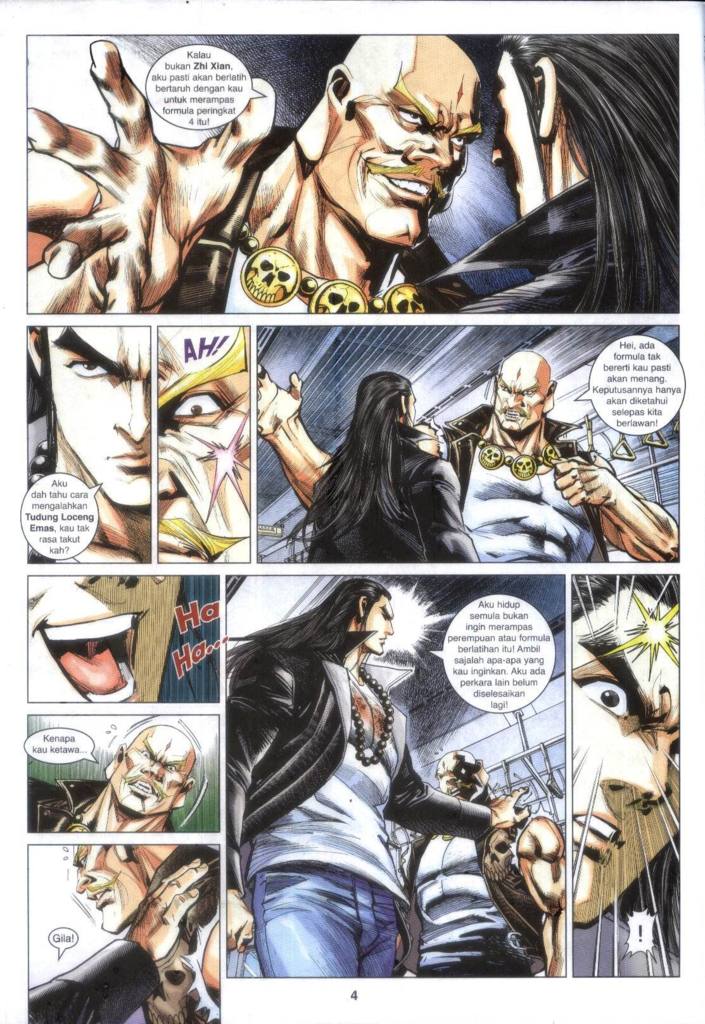 Kalau
bukan Zhi Xian,
aku pasti akan berlatih
bertaruh dengan kau
untuk merampas
formula peringkat
4 itu!
Aku
dah tahu cara
mengalahkan
Tudung Loceng
Emas, kau tak
rasa takut
kah?
AH!
Hei, ada
formula tak
bererti kau pasti
akan menang.
Keputusannya hanya
akan diketahui
selepas kita
berlawan!
Ha
Ha...
Kenapa
kau ketawa...
Gila!
Aku hidup
semula bukan
ingin merampas
perempuan atau formula
berlatihan itu! Ambil
sajalah apa-apa yang
kau inginkan. Aku ada
perkara lain belum
diselesaikan
lagi!
!
4